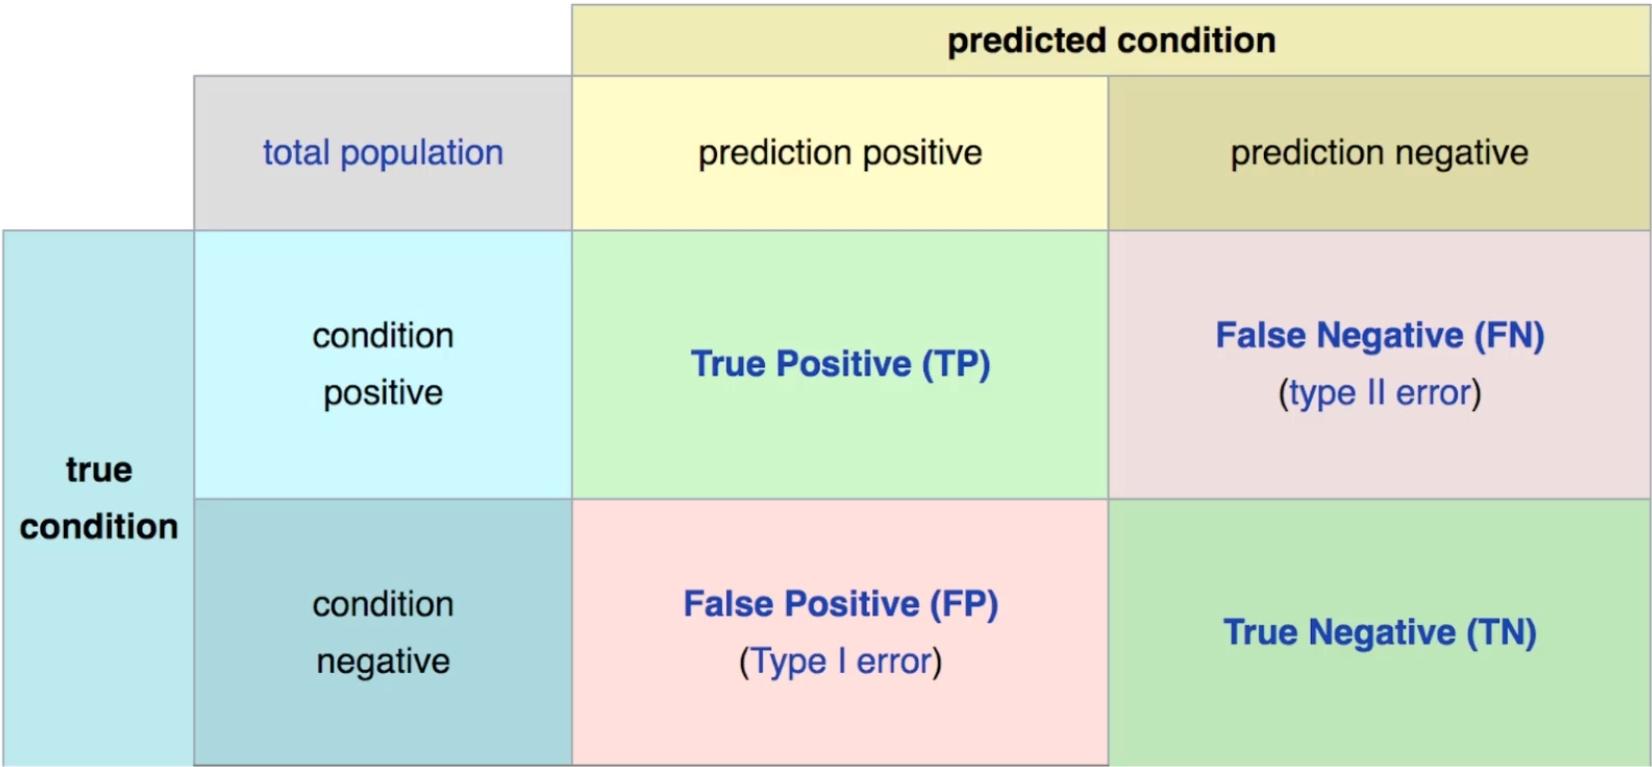 predicted condition
total population
prediction positive
prediction negative
true
condition
condition
positive
True Positive (TP)
False Negative (FN)
(type II error)
condition
negative
False Positive (FP)
(Type I error)
True Negative (TN)